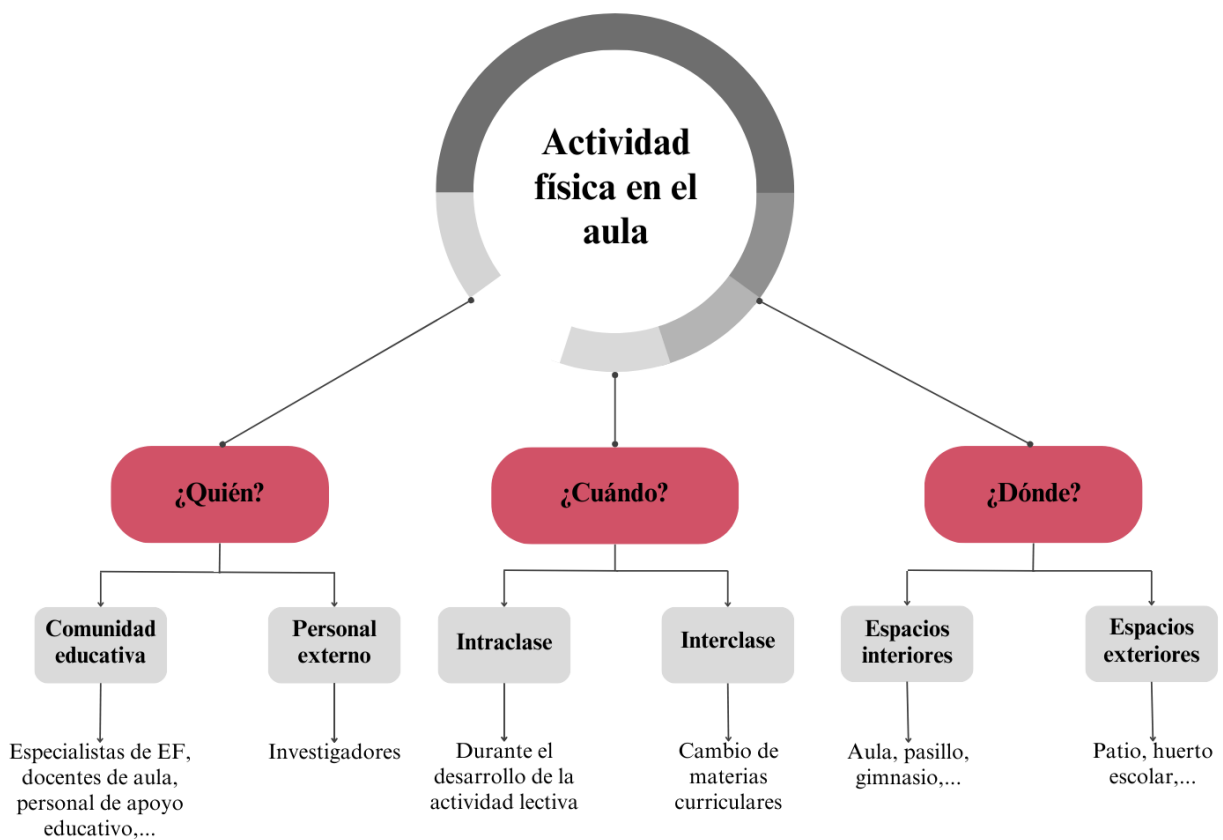 Actividad
física en el
aula
¿Quién?
¿Cuándo?
¿Dónde?
Comunidad
educativa
Personal
externo
Intraclase
Interclase
Espacios
interiores
Espacios
exteriores
Especialistas de EF,
docentes de aula,
personal de apoyo
educativo,...
Investigadores
Durante el
desarrollo de la
actividad lectiva
Cambio de
materias
curriculares
Aula, pasillo,
gimnasio,...
Patio, huerto
escolar,...